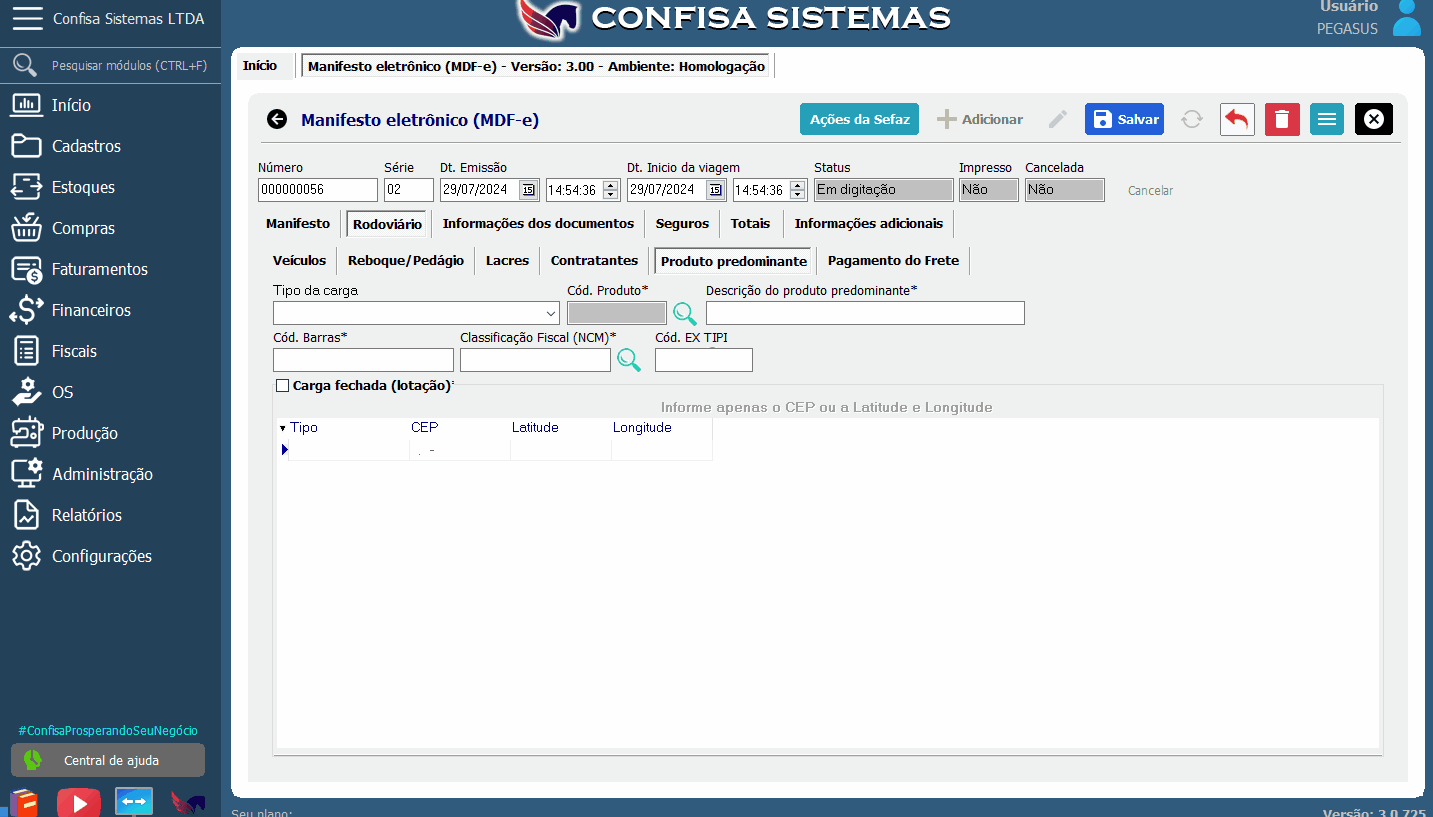 Confisa Sistemas LTDA
CONFISA SISTEMAS
Usuário
PEGASUS
Pesquisar módulos (CTRL+F)
Início
Cadastros
Estoques
Compras
Faturamentos
Financeiros
Fiscais
OS
Produção
Administração
Relatórios
Configurações
#ConfisaProsperandoSeuNegócio
Central de ajuda
Início
Manifesto eletrônico (MDF-e) - Versão: 3.00 - Ambiente: Homologação
Manifesto eletrônico (MDF-e)
Ações da Sefaz
Adicionar
Salvar
Número Série Dt. Emissão Dt. Inicio da viagem Status Impresso Cancelada
000000056 02 29/07/2024 15 14:54:36 29/07/2024 15 14:54:36 Em digitação Não Não Cancelar
Manifesto Rodoviário Informações dos documentos Seguros Totais Informações adicionais
Veículos Reboque/Pedágio Lacres Contratantes Produto predominante Pagamento do Frete
Tipo da carga Cód. Produto* Descrição do produto predominante*
Cód. Barras* Classificação Fiscal (NCM)* Cód. EX TIPI
Carga fechada (lotação)*
Informe apenas o CEP ou a Latitude e Longitude
Tipo CEP Latitude Longitude
. -
Seu plano:
Versão: 3.0.725